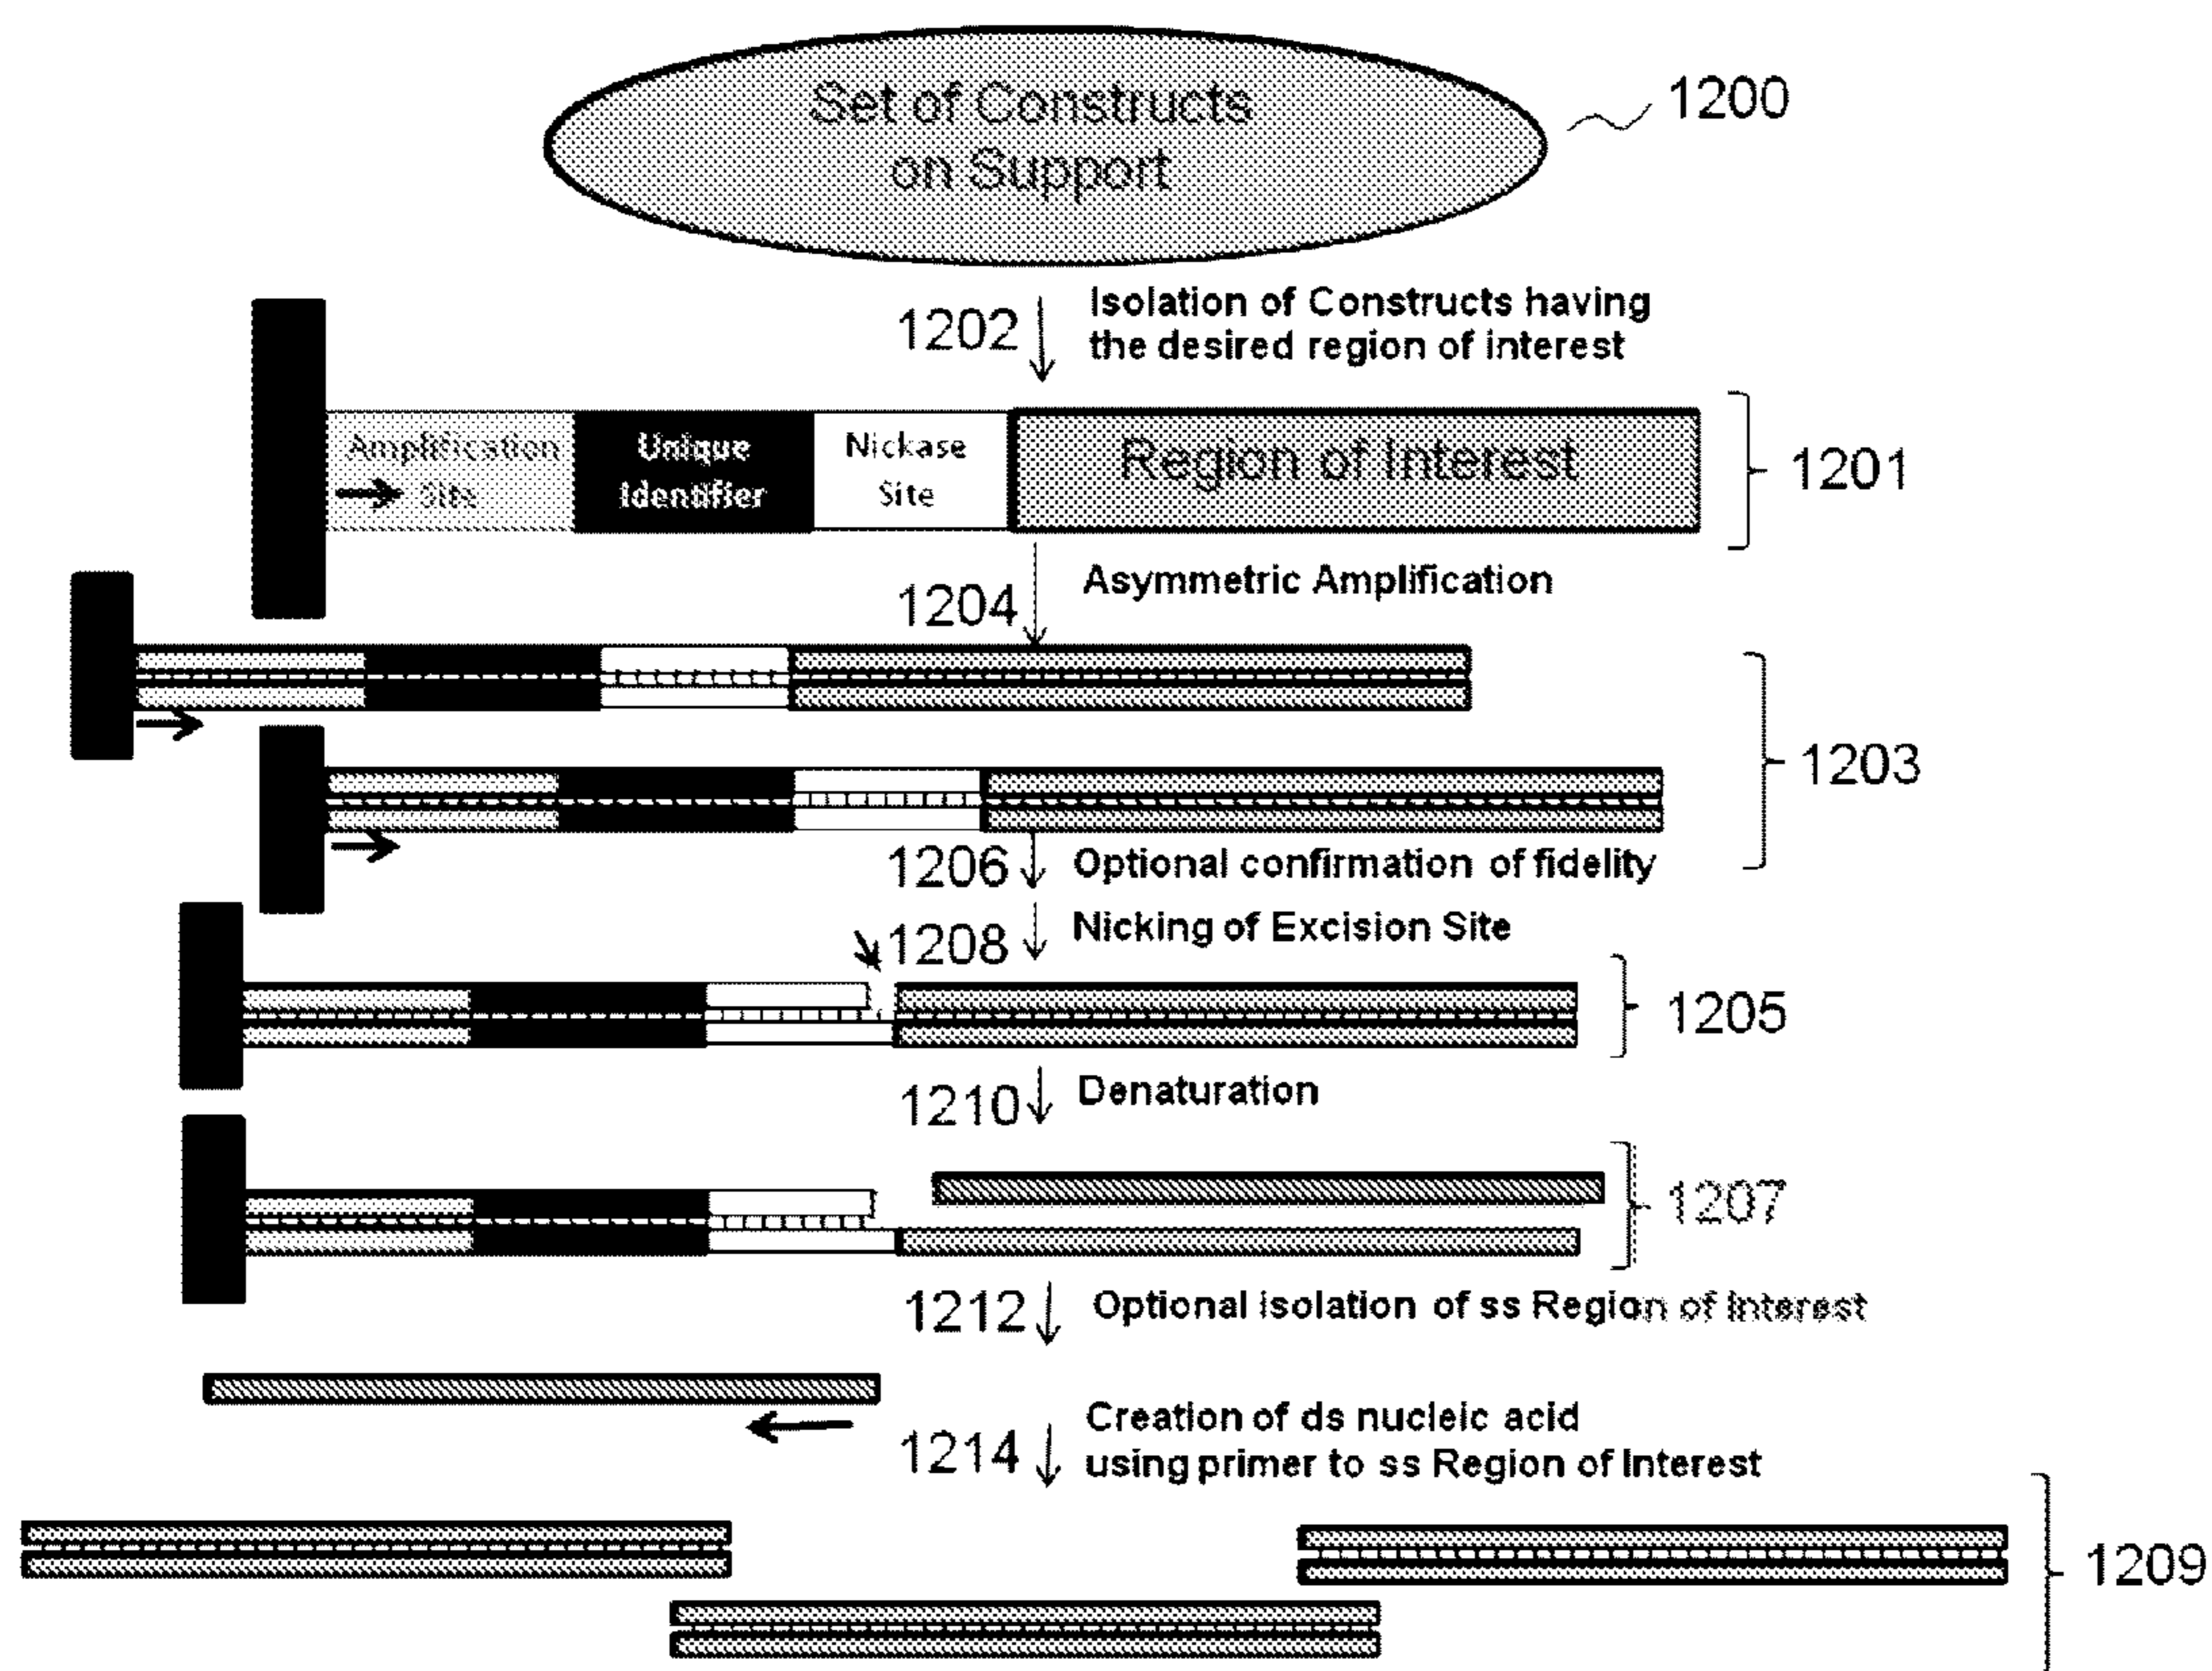 Set of Constructs
on Support
1200
1202
Isolation of Constructs having
the desired region of interest
Amplification
Site
Unique
Identifier
Nickase
Site
Region of Interest
1201
1204
Asymmetric Amplification
1203
1206
Optional confirmation of fidelity
1208
Nicking of Excision Site
1205
1210
Denaturation
1207
1212
Optional isolation of ss Region of Interest
1214
Creation of ds nucleic acid
using primer to ss Region of Interest
1209